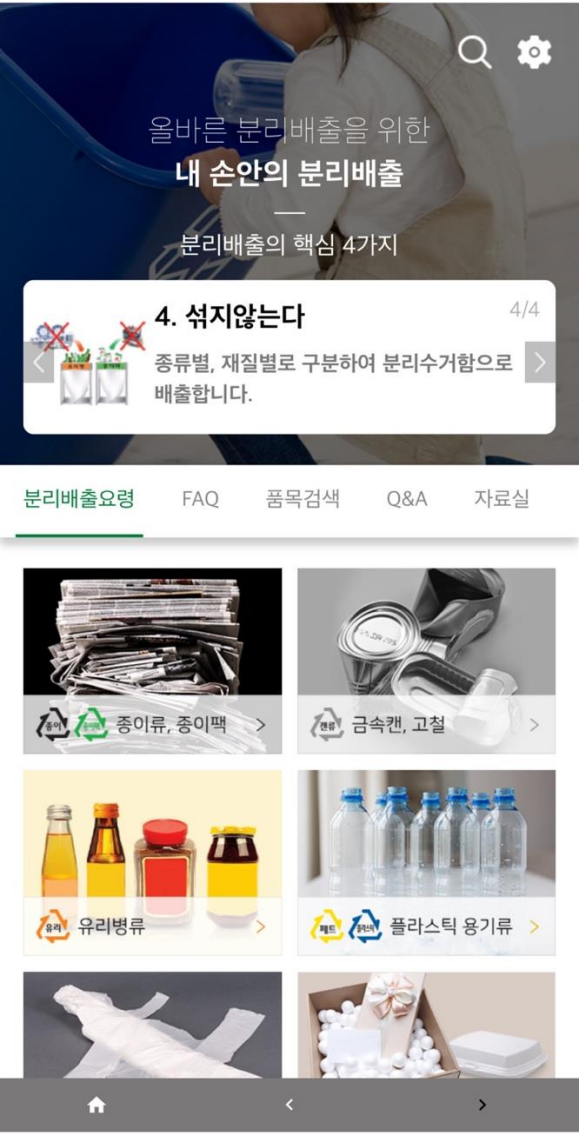 올바른 분리배출을 위한
내 손안의 분리배출
분리배출의 핵심 4가지
4. 섞지않는다
4/4
종류별, 재질별로 구분하여 분리수거함으로
배출합니다.
분리배출요령 FAQ 품목검색 Q&A 자료실
종이 종이팩 종이류, 종이팩
캔류 금속캔, 고철
유리 유리병류
페트 플라스틱 플라스틱 용기류